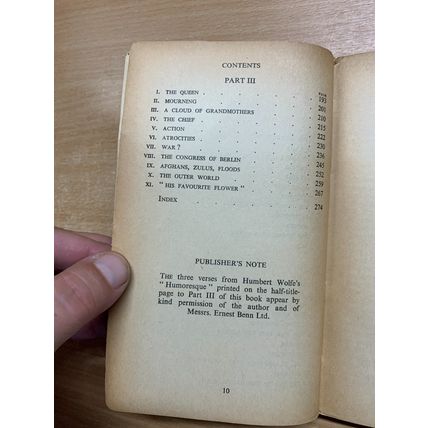 CONTENTS
PART III
PAGE
I. THE QUEEN 193
II. MOURNING 201
III. A CLOUD OF GRANDMOTHERS 210
IV. THE CHIEF 215
V. ACTION 222
VI. ATROCITIES 230
VII. WAR? 236
VIII. THE CONGRESS OF BERLIN 245
IX. AFGHANS, ZULUS, FLOODS 252
X. THE OUTER WORLD 259
XI. "HIS FAVOURITE FLOWER" 267
INDEX 274
PUBLISHER'S NOTE
THE three verses from Humbert Wolfe's
"Humoresque" printed on the half-title-
page to Part III of this book appear by
kind permission of the author and of
Messrs. Ernest Benn Ltd.
10